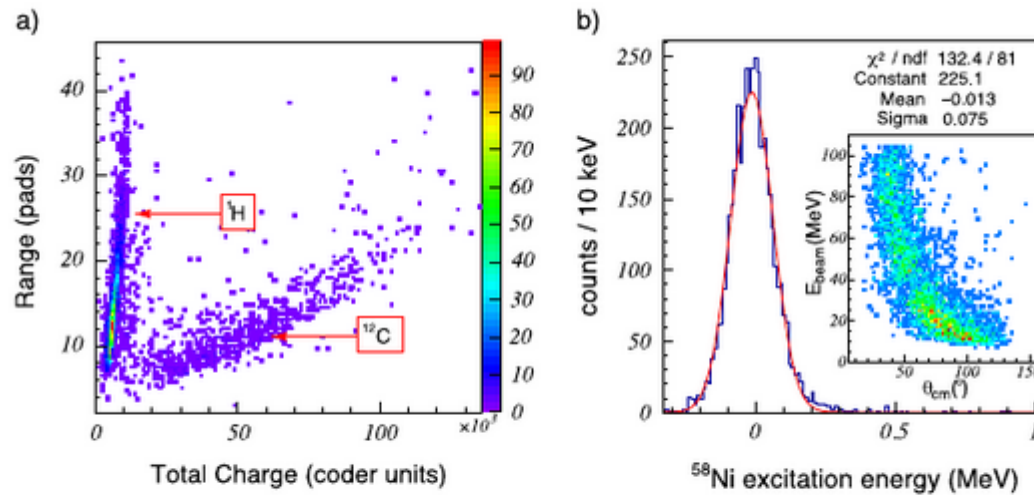 a)
Range (pads)
40
30
20
10
0
50
100
×10³
Total Charge (coder units)
¹H
¹²C
90
80
70
60
50
40
30
20
10
0
b)
counts / 10 keV
250
200
150
100
50
0
0
0.5
1
⁵⁸Ni excitation energy (MeV)
χ² / ndf 132.4 / 81
Constant 225.1
Mean −0.013
Sigma 0.075
E_beam (MeV)
100
80
60
40
20
0
50
100
150
θ_cm (°)